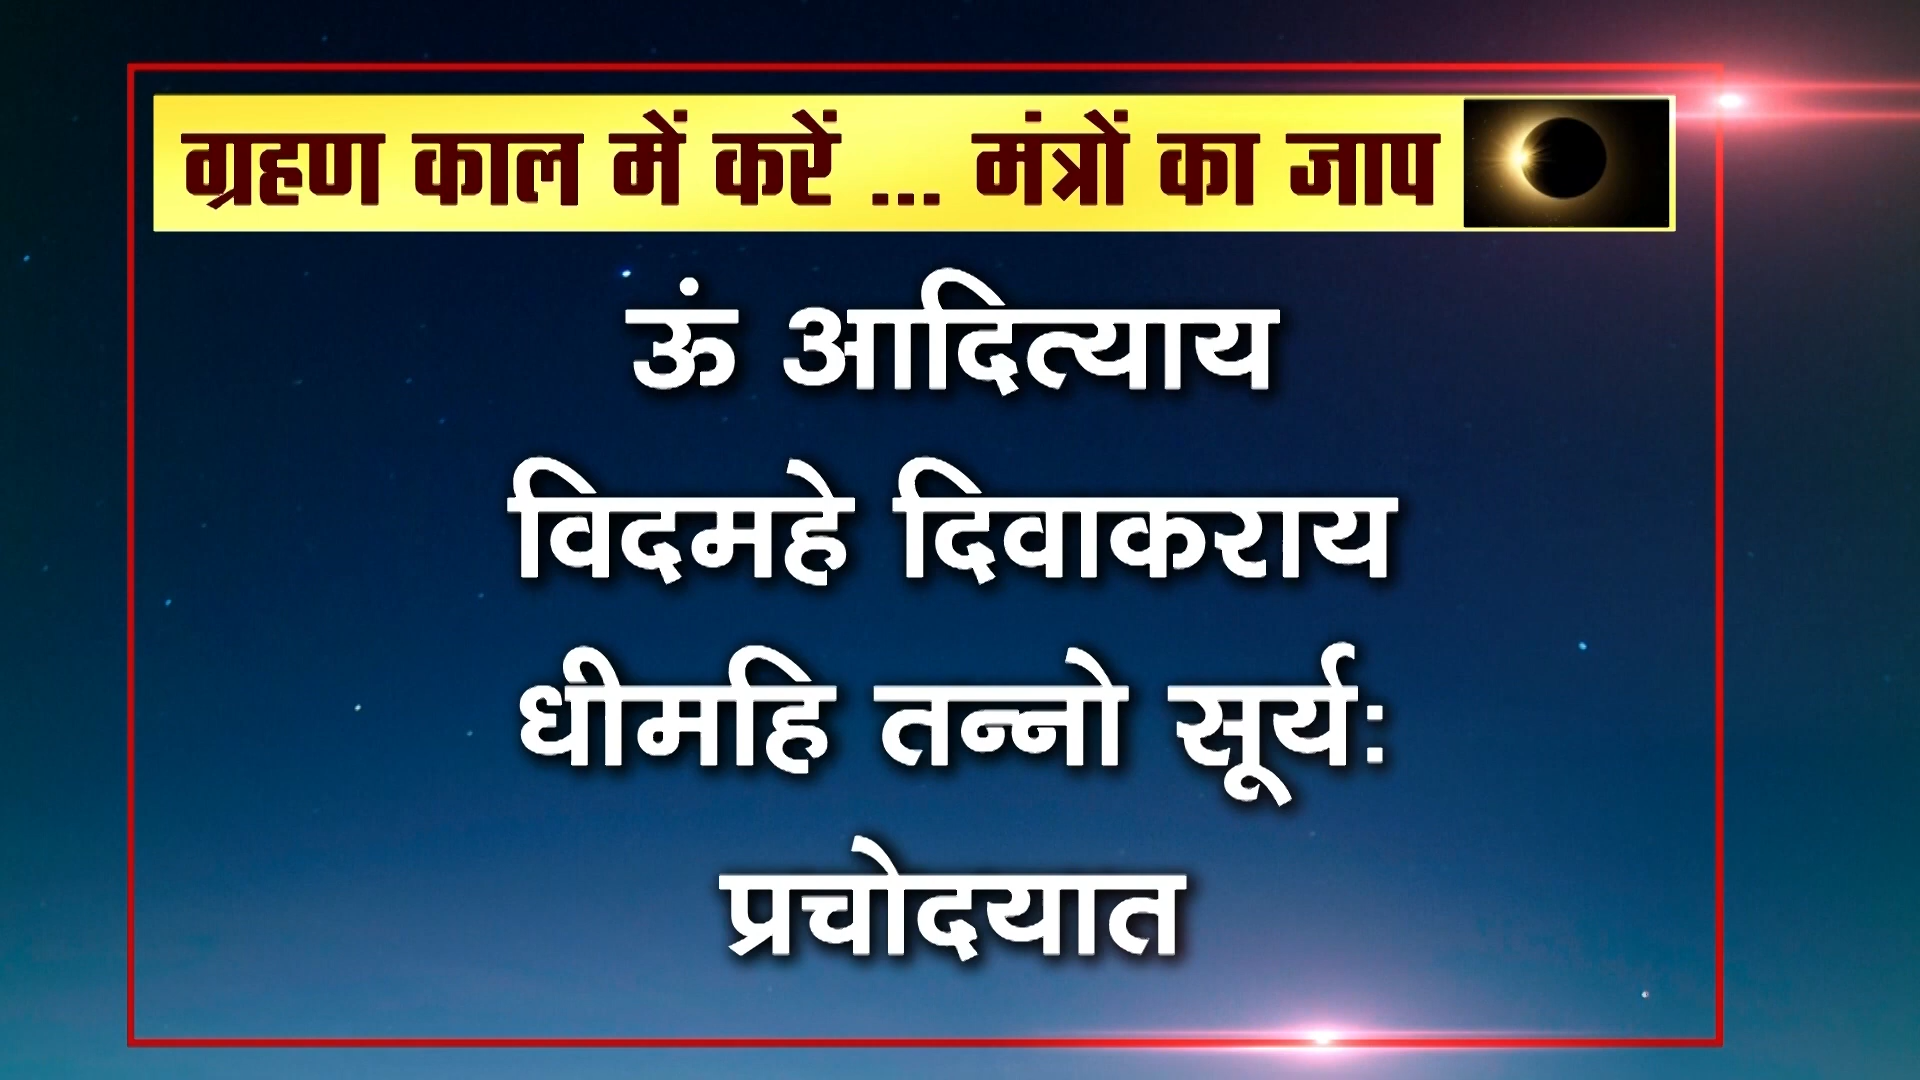 ग्रहण काल में करें ... मंत्रों का जाप
ऊं आदित्याय
विदमहे दिवाकराय
धीमहि तन्नो सूर्य:
प्रचोदयात